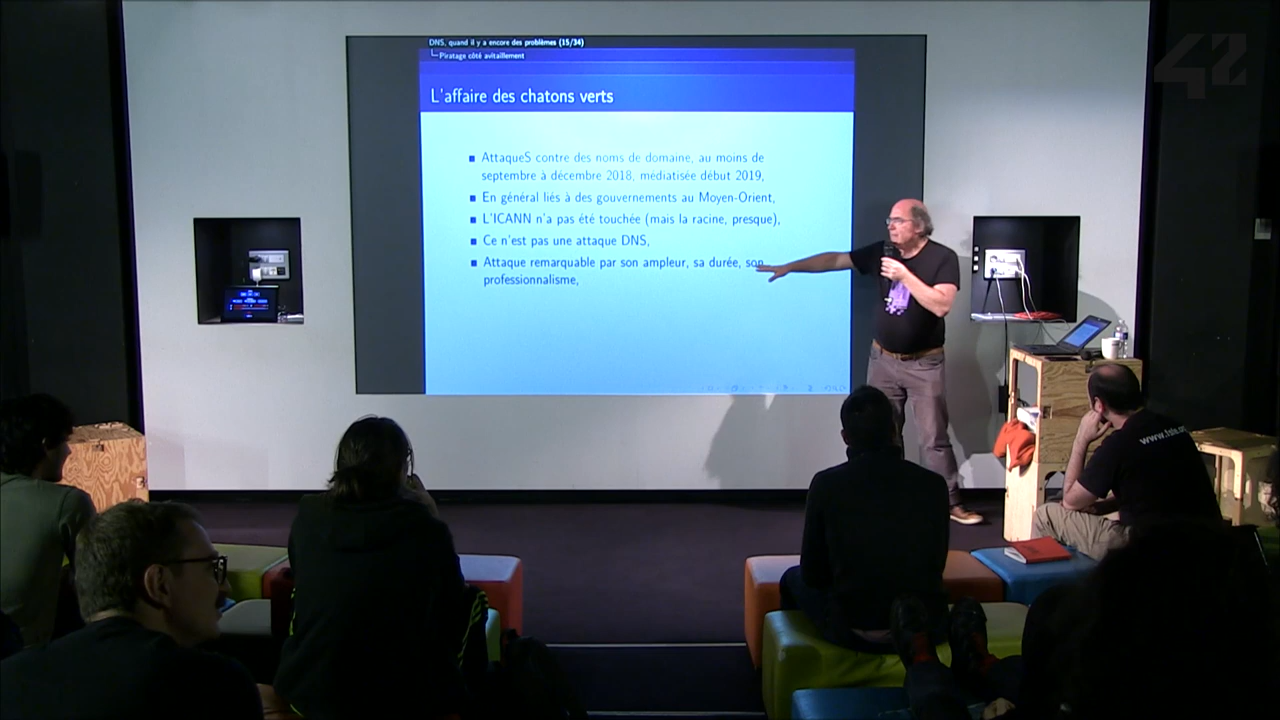 42
DNS, quand il y a encore des problèmes (15/34)
Piratage côté avitaillement
L'affaire des chatons verts
AttaqueS contre des noms de domaine, au moins de
septembre à décembre 2018, médiatisée début 2019,
En général liés à des gouvernements au Moyen-Orient,
L'ICANN n'a pas été touchée (mais la racine, presque),
Ce n'est pas une attaque DNS,
Attaque remarquable par son ampleur, sa durée, son
professionnalisme,